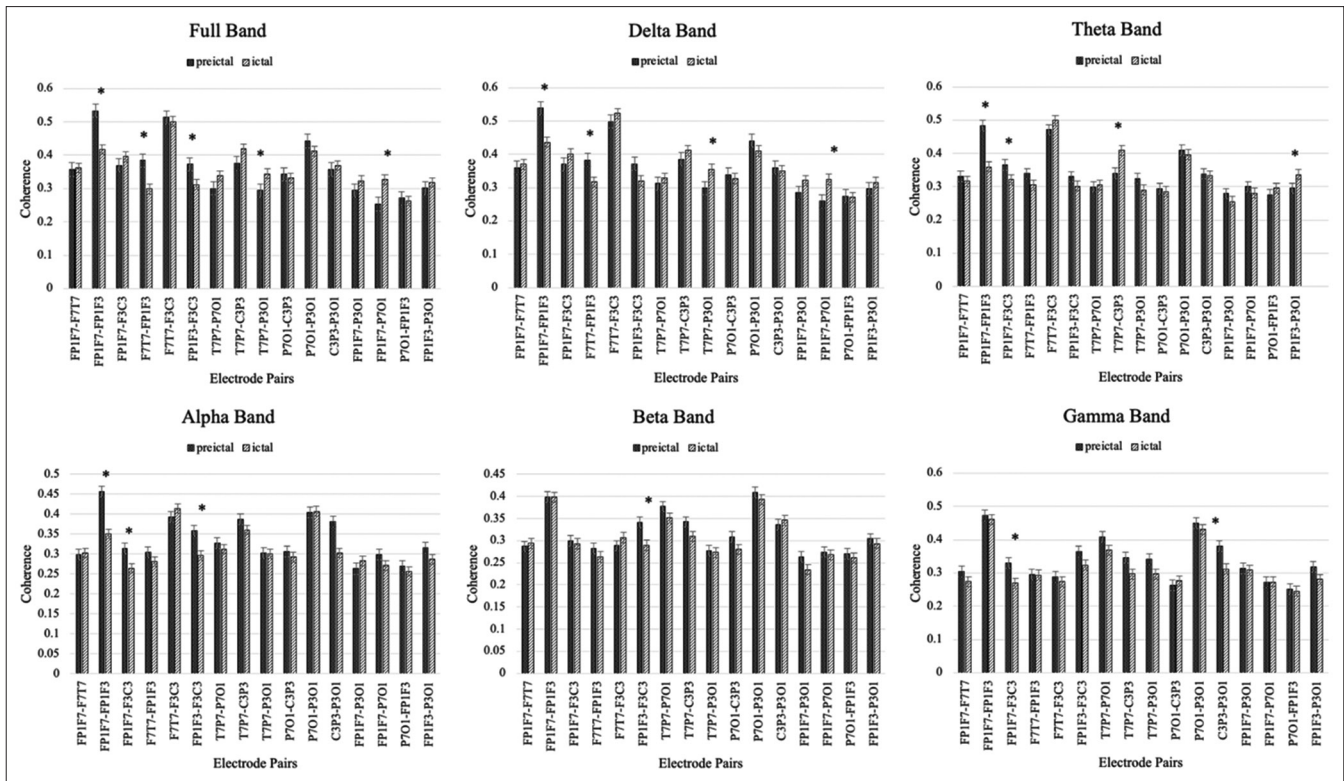 Full Band
preictal ictal
Coherence
0.6
0.5
0.4
0.3
0.2
0.1
0
* * * * *
FP1F7-F7T7
FP1F7-FP1F3
FP1F7-F3C3
F7T7-FP1F3
F7T7-F3C3
FP1F3-F3C3
T7P7-P7O1
T7P7-C3P3
T7P7-P3O1
P7O1-C3P3
P7O1-P3O1
C3P3-P3O1
FP1F7-P3O1
FP1F7-P7O1
P7O1-FP1F3
FP1F3-P3O1
Electrode Pairs
Delta Band
preictal ictal
Coherence
0.6
0.5
0.4
0.3
0.2
0.1
0
* * * *
FP1F7-F7T7
FP1F7-FP1F3
FP1F7-F3C3
F7T7-FP1F3
F7T7-F3C3
FP1F3-F3C3
T7P7-P7O1
T7P7-C3P3
T7P7-P3O1
P7O1-C3P3
P7O1-P3O1
C3P3-P3O1
FP1F7-P3O1
FP1F7-P7O1
P7O1-FP1F3
FP1F3-P3O1
Electrode Pairs
Theta Band
preictal ictal
Coherence
0.6
0.5
0.4
0.3
0.2
0.1
0
* * * *
FP1F7-F7T7
FP1F7-FP1F3
FP1F7-F3C3
F7T7-FP1F3
F7T7-F3C3
FP1F3-F3C3
T7P7-P7O1
T7P7-C3P3
T7P7-P3O1
P7O1-C3P3
P7O1-P3O1
C3P3-P3O1
FP1F7-P3O1
FP1F7-P7O1
P7O1-FP1F3
FP1F3-P3O1
Electrode Pairs
Alpha Band
preictal ictal
Coherence
0.5
0.45
0.4
0.35
0.3
0.25
0.2
0.15
0.1
0.05
0
* * *
FP1F7-F7T7
FP1F7-FP1F3
FP1F7-F3C3
F7T7-FP1F3
F7T7-F3C3
FP1F3-F3C3
T7P7-P7O1
T7P7-C3P3
T7P7-P3O1
P7O1-C3P3
P7O1-P3O1
C3P3-P3O1
FP1F7-P3O1
FP1F7-P7O1
P7O1-FP1F3
FP1F3-P3O1
Electrode Pairs
Beta Band
preictal ictal
Coherence
0.45
0.4
0.35
0.3
0.25
0.2
0.15
0.1
0.05
0
*
FP1F7-F7T7
FP1F7-FP1F3
FP1F7-F3C3
F7T7-FP1F3
F7T7-F3C3
FP1F3-F3C3
T7P7-P7O1
T7P7-C3P3
T7P7-P3O1
P7O1-C3P3
P7O1-P3O1
C3P3-P3O1
FP1F7-P3O1
FP1F7-P7O1
P7O1-FP1F3
FP1F3-P3O1
Electrode Pairs
Gamma Band
preictal ictal
Coherence
0.6
0.5
0.4
0.3
0.2
0.1
0
* *
FP1F7-F7T7
FP1F7-FP1F3
FP1F7-F3C3
F7T7-FP1F3
F7T7-F3C3
FP1F3-F3C3
T7P7-P7O1
T7P7-C3P3
T7P7-P3O1
P7O1-C3P3
P7O1-P3O1
C3P3-P3O1
FP1F7-P3O1
FP1F7-P7O1
P7O1-FP1F3
FP1F3-P3O1
Electrode Pairs